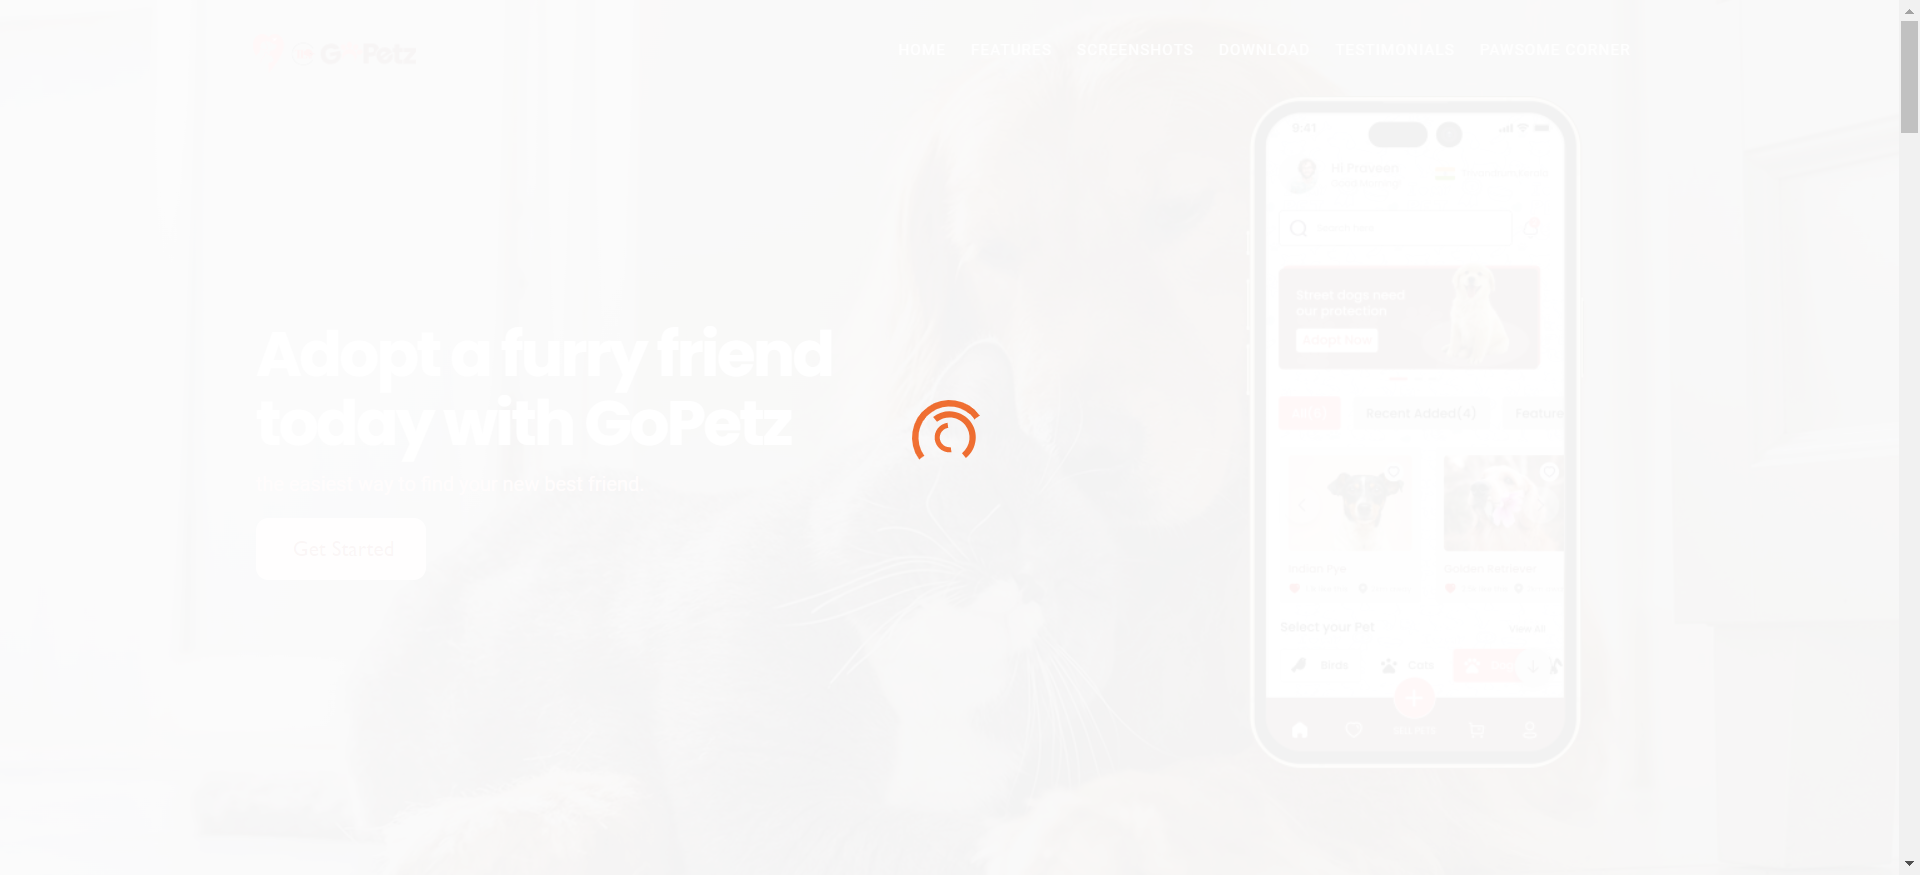 GoPetz
HOME FEATURES SCREENSHOTS DOWNLOAD TESTIMONIALS PAWSOME CORNER
Adopt a furry friend
today with GoPetz
the easiest way to find your new best friend.
Get Started
9:41
Hi Praveen
Search here
Street dogs need
our protection
Adopt Now
Recent Added(4) Feature
Indian Pye Golden Retriever
Select your Pet View All
Birds Cats